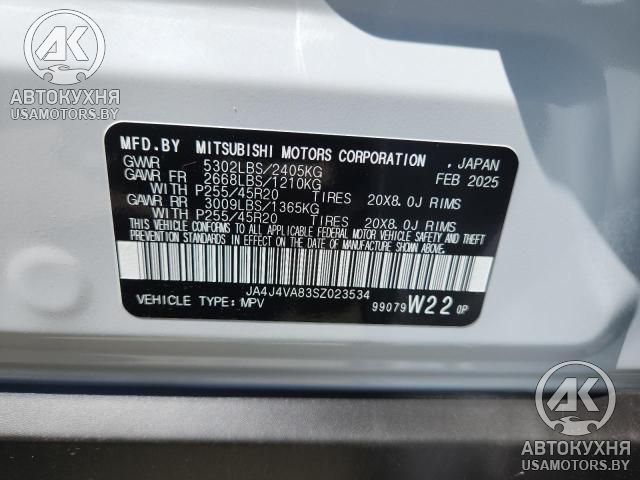 AK
АВТОКУХНЯ
USAMOTORS.BY
MFD.BY MITSUBISHI MOTORS CORPORATION , JAPAN
GVWR 5302LBS/2405KG FEB 2025
GAWR FR 2668LBS/1210KG
WITH P255/45R20 TIRES 20X8.0J RIMS
GAWR RR 3009LBS/1365KG
WITH P255/45R20 TIRES 20X8.0J RIMS
THIS VEHICLE CONFORMS TO ALL APPLICABLE FEDERAL MOTOR VEHICLE SAFETY AND THEFT
PREVENTION STANDARDS IN EFFECT ON THE DATE OF MANUFACTURE SHOWN ABOVE.
JA4J4VA83SZ023534
VEHICLE TYPE: MPV 99079 W22 0P
AK
АВТОКУХНЯ
USAMOTORS.BY